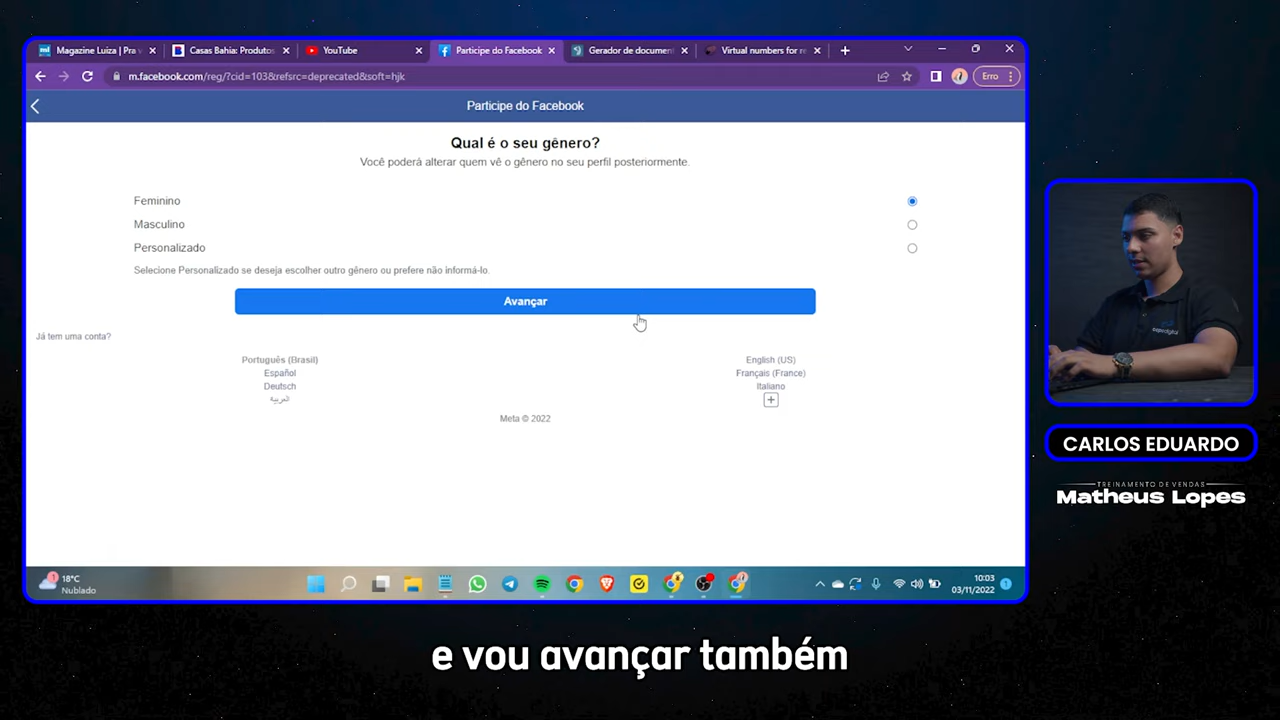 Magazine Luiza | Pra v
Casas Bahia: Produtos
YouTube
Participe do Facebook
Gerador de document
Virtual numbers for re
m.facebook.com/reg/?cid=103&refsrc=deprecated&soft=hjk
Erro
Participe do Facebook
Qual é o seu gênero?
Você poderá alterar quem vê o gênero no seu perfil posteriormente.
Feminino
Masculino
Personalizado
Selecione Personalizado se deseja escolher outro gênero ou prefere não informá-lo.
Avançar
Já tem uma conta?
Português (Brasil)
English (US)
Español
Français (France)
Deutsch
Italiano
العربية
Meta © 2022
18°C
Nublado
10:03
03/11/2022
CARLOS EDUARDO
TREINAMENTO DE VENDAS
Matheus Lopes
e vou avançar também